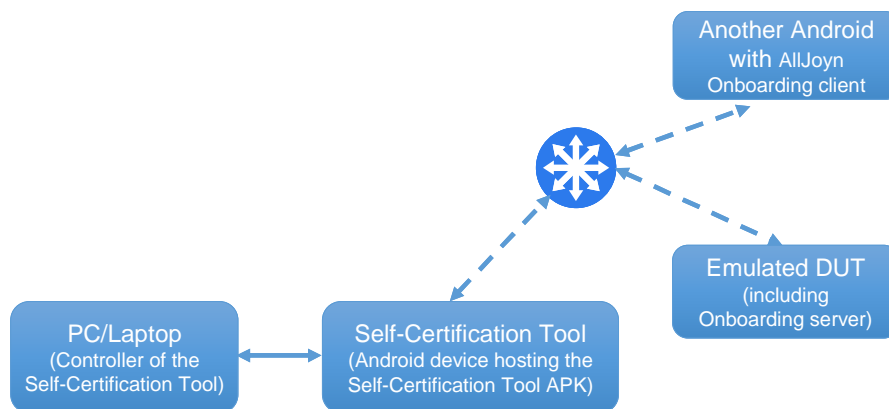 Another Android
with AllJoyn
Onboarding client
Emulated DUT
(including
Onboarding server)
PC/Laptop
(Controller of the
Self-Certification Tool)
Self-Certification Tool
(Android device hosting the
Self-Certification Tool APK)